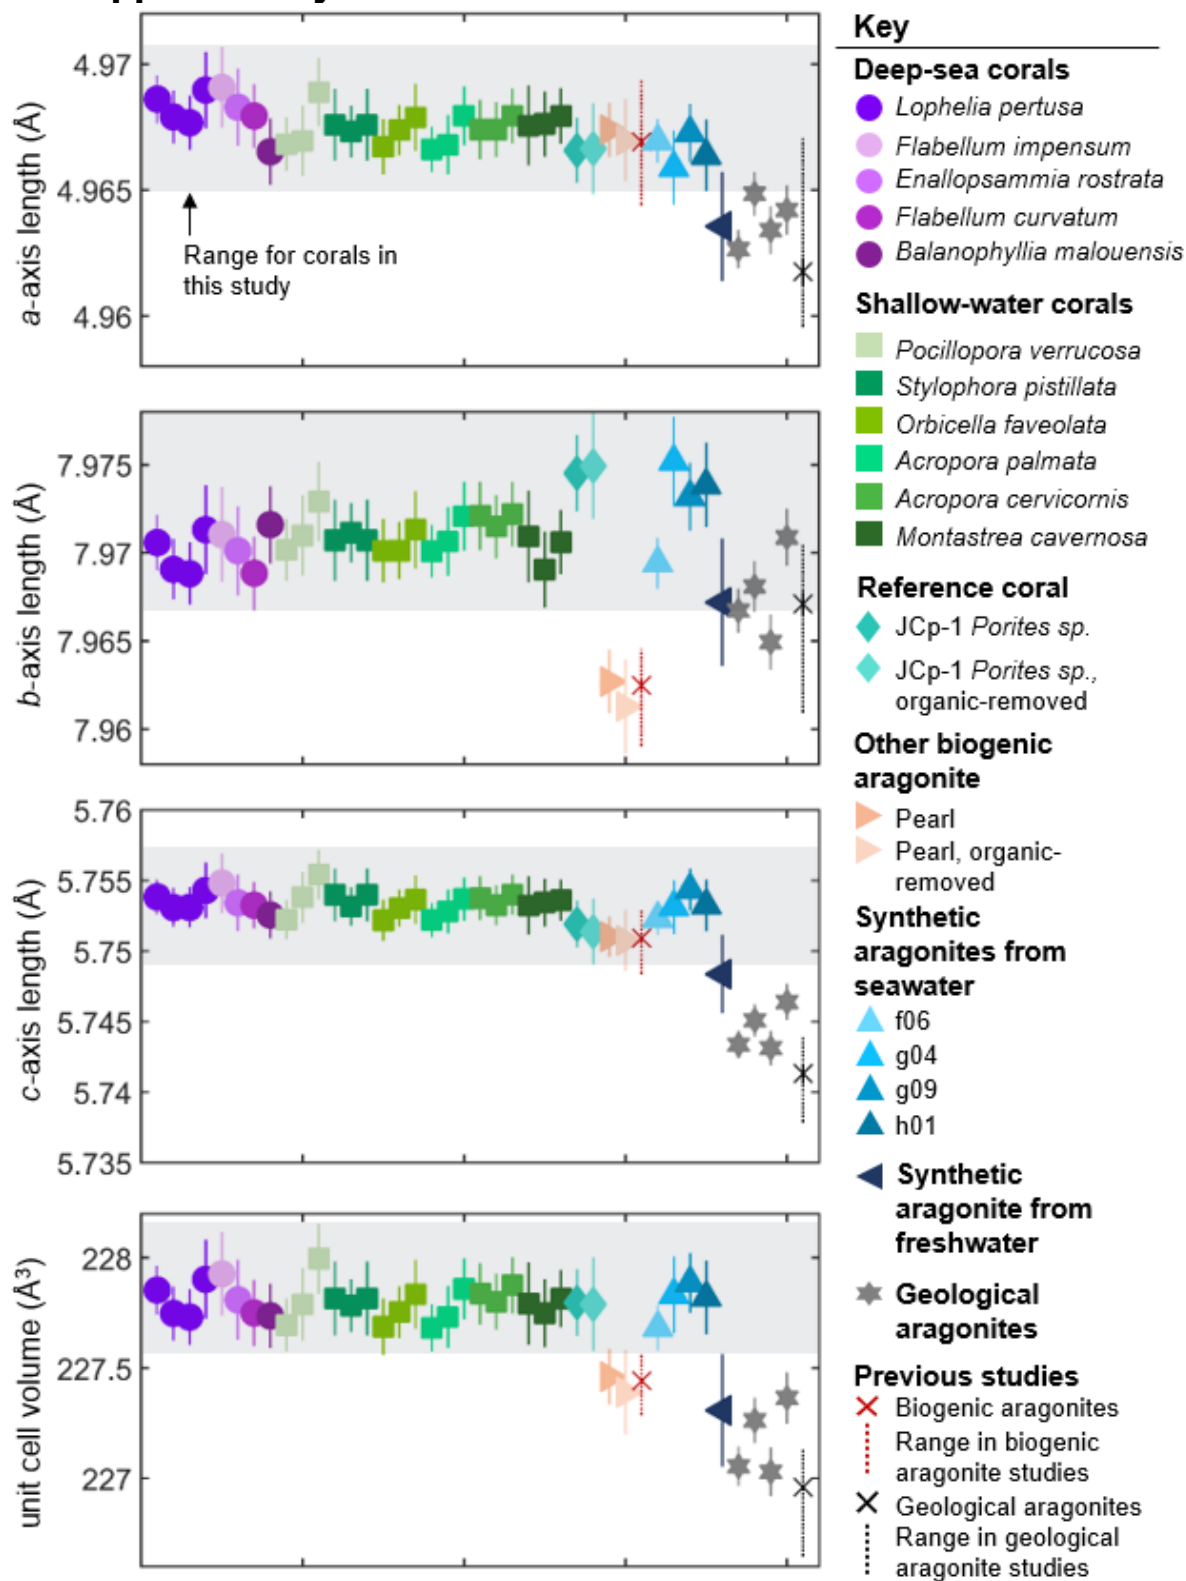 4.97
4.965
4.96
a-axis length (Å)
Range for corals in
this study
7.975
7.97
7.965
7.96
b-axis length (Å)
5.76
5.755
5.75
5.745
5.74
5.735
c-axis length (Å)
228
227.5
227
unit cell volume (Å³)
Key
Deep-sea corals
Lophelia pertusa
Flabellum impensum
Enallopsammia rostrata
Flabellum curvatum
Balanophyllia malouensis
Shallow-water corals
Pocillopora verrucosa
Stylophora pistillata
Orbicella faveolata
Acropora palmata
Acropora cervicornis
Montastrea cavernosa
Reference coral
JCp-1 Porites sp.
JCp-1 Porites sp.,
organic-removed
Other biogenic
aragonite
Pearl
Pearl, organic-
removed
Synthetic
aragonites from
seawater
f06
g04
g09
h01
Synthetic
aragonite from
freshwater
Geological
aragonites
Previous studies
Biogenic aragonites
Range in biogenic
aragonite studies
Geological aragonites
Range in geological
aragonite studies